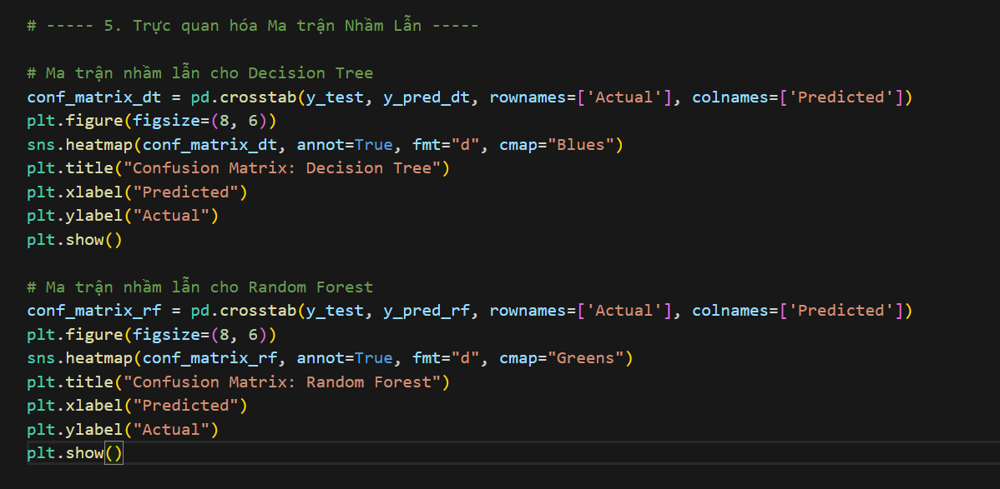 # ----- 5. Trực quan hóa Ma trận Nhầm Lẫn -----
# Ma trận nhầm lẫn cho Decision Tree
conf_matrix_dt = pd.crosstab(y_test, y_pred_dt, rownames=['Actual'], colnames=['Predicted'])
plt.figure(figsize=(8, 6))
sns.heatmap(conf_matrix_dt, annot=True, fmt="d", cmap="Blues")
plt.title("Confusion Matrix: Decision Tree")
plt.xlabel("Predicted")
plt.ylabel("Actual")
plt.show()
# Ma trận nhầm lẫn cho Random Forest
conf_matrix_rf = pd.crosstab(y_test, y_pred_rf, rownames=['Actual'], colnames=['Predicted'])
plt.figure(figsize=(8, 6))
sns.heatmap(conf_matrix_rf, annot=True, fmt="d", cmap="Greens")
plt.title("Confusion Matrix: Random Forest")
plt.xlabel("Predicted")
plt.ylabel("Actual")
plt.show()